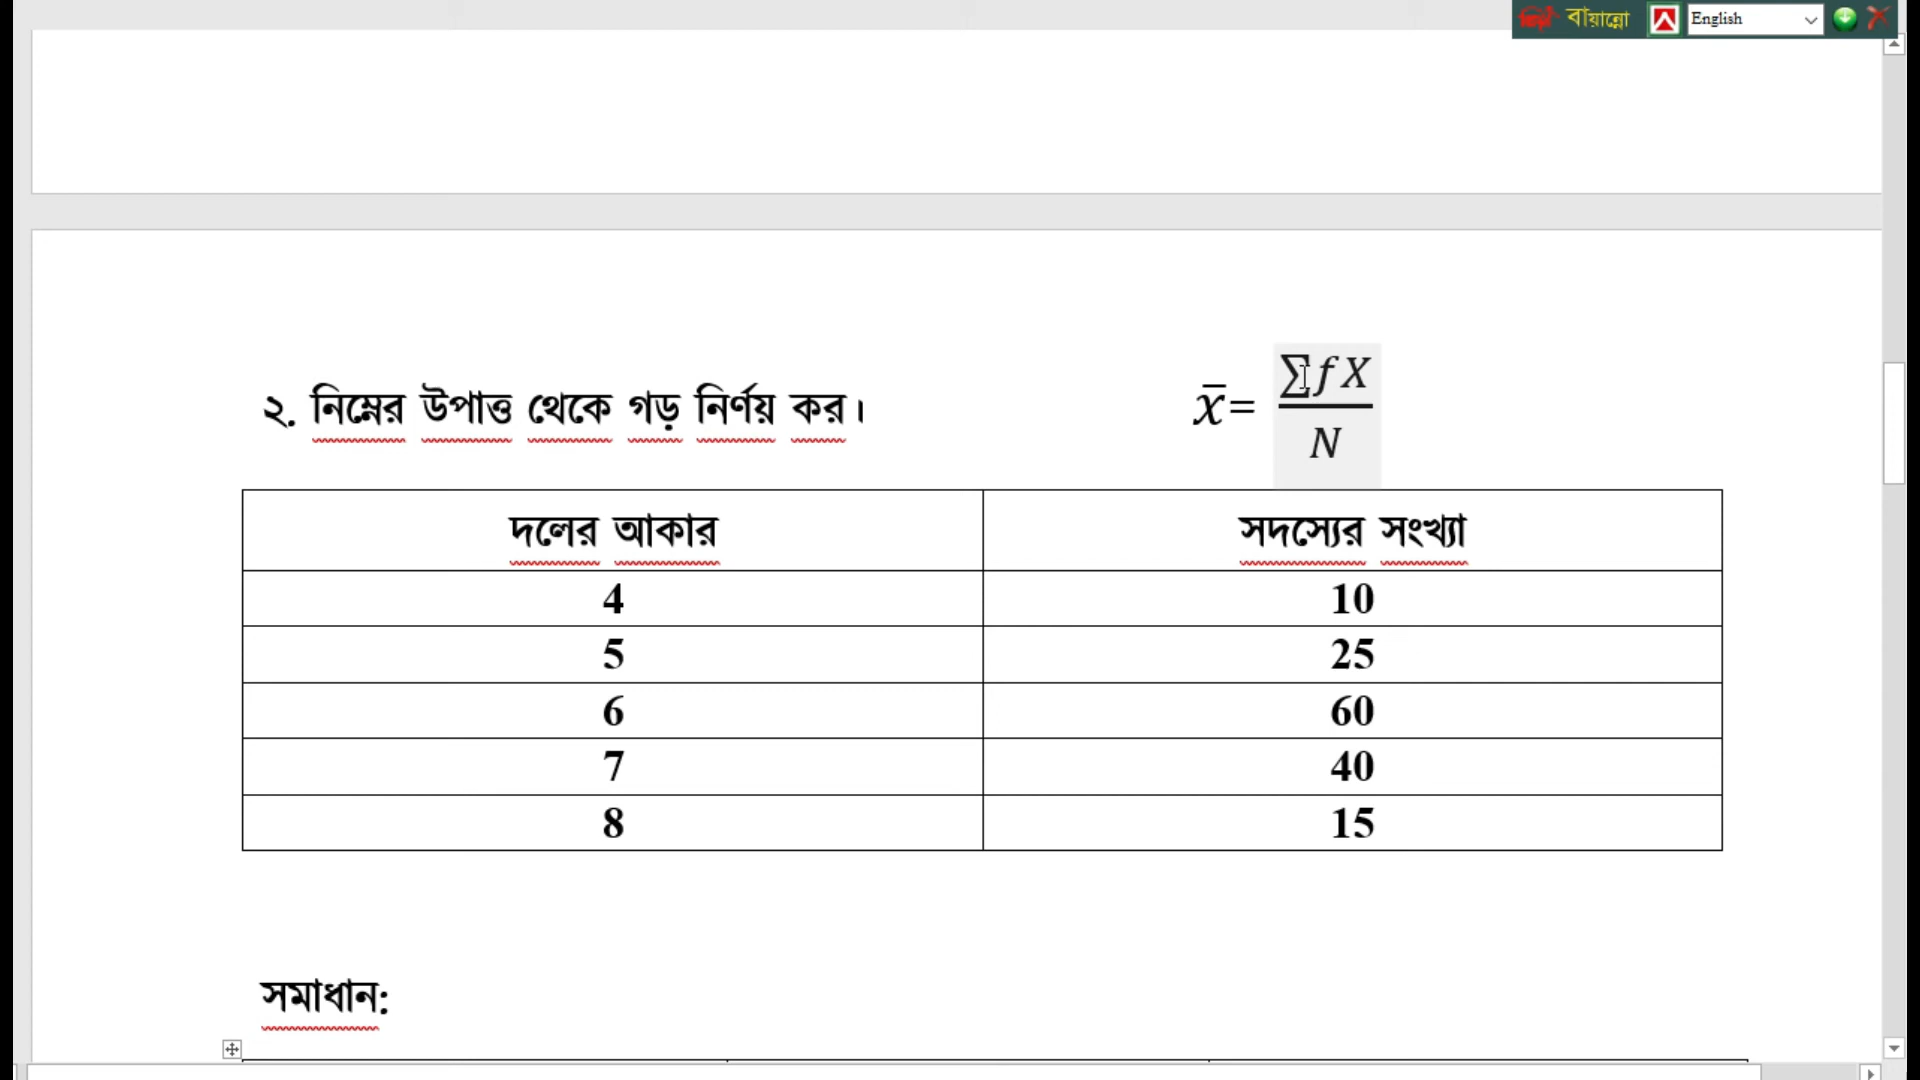 বায়ান্নো English
২. নিম্নের উপাত্ত থেকে গড় নির্ণয় কর। x̄= ∑fX / N
দলের আকার সদস্যের সংখ্যা
4 10
5 25
6 60
7 40
8 15
সমাধান: